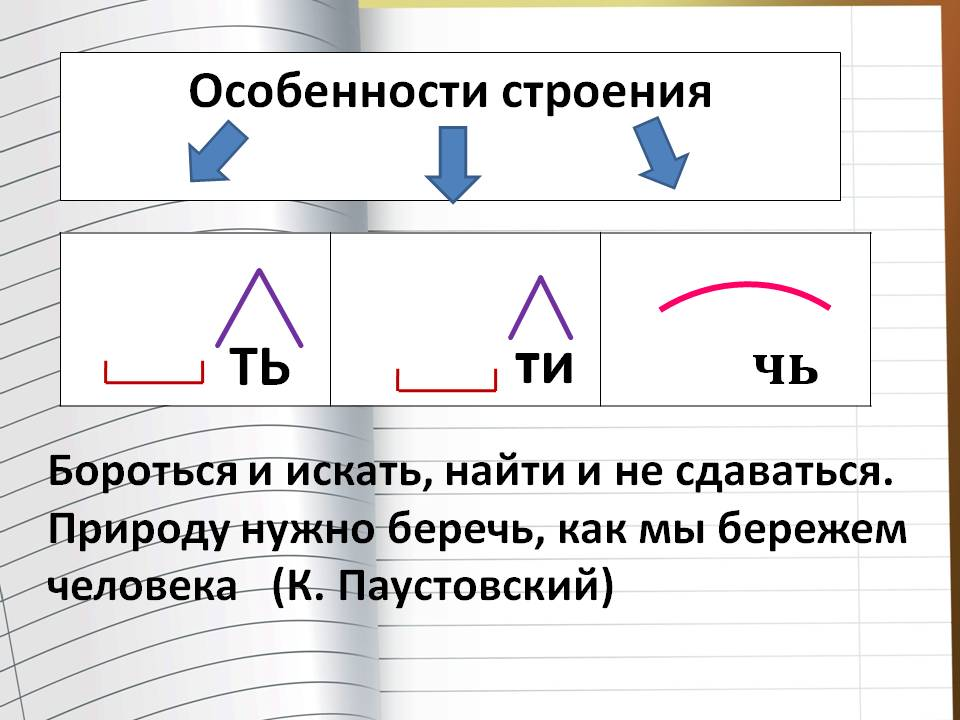 Особенности строения
ть ти чь
Бороться и искать, найти и не сдаваться.
Природу нужно беречь, как мы бережем
человека (К. Паустовский)